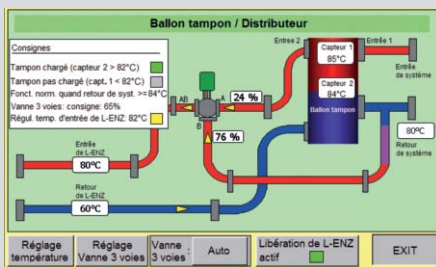 Ballon tampon / Distributeur
Consignes
Tampon chargé (capteur 2 > 82°C)
Tampon pas chargé (capt. 1 < 82°C)
Fonct. norm. quand retour de syst. >= 84°C
Vanne 3 voies: consigne: 65%
Régul. temp. d'entrée de L-ENZ: 82°C
Entree 2
Entrée 1
Capteur 1
85°C
Capteur 2
84°C
Ballon tampon
Entrée
de système
AB
A
B
24 %
76 %
80°C
Retour
de système
Entrée
de L-ENZ
80°C
Retour
de L-ENZ
60°C
Réglage
température
Réglage
Vanne 3 voies
Vanne
3 voies :
Auto
Libération de L-ENZ
actif
EXIT